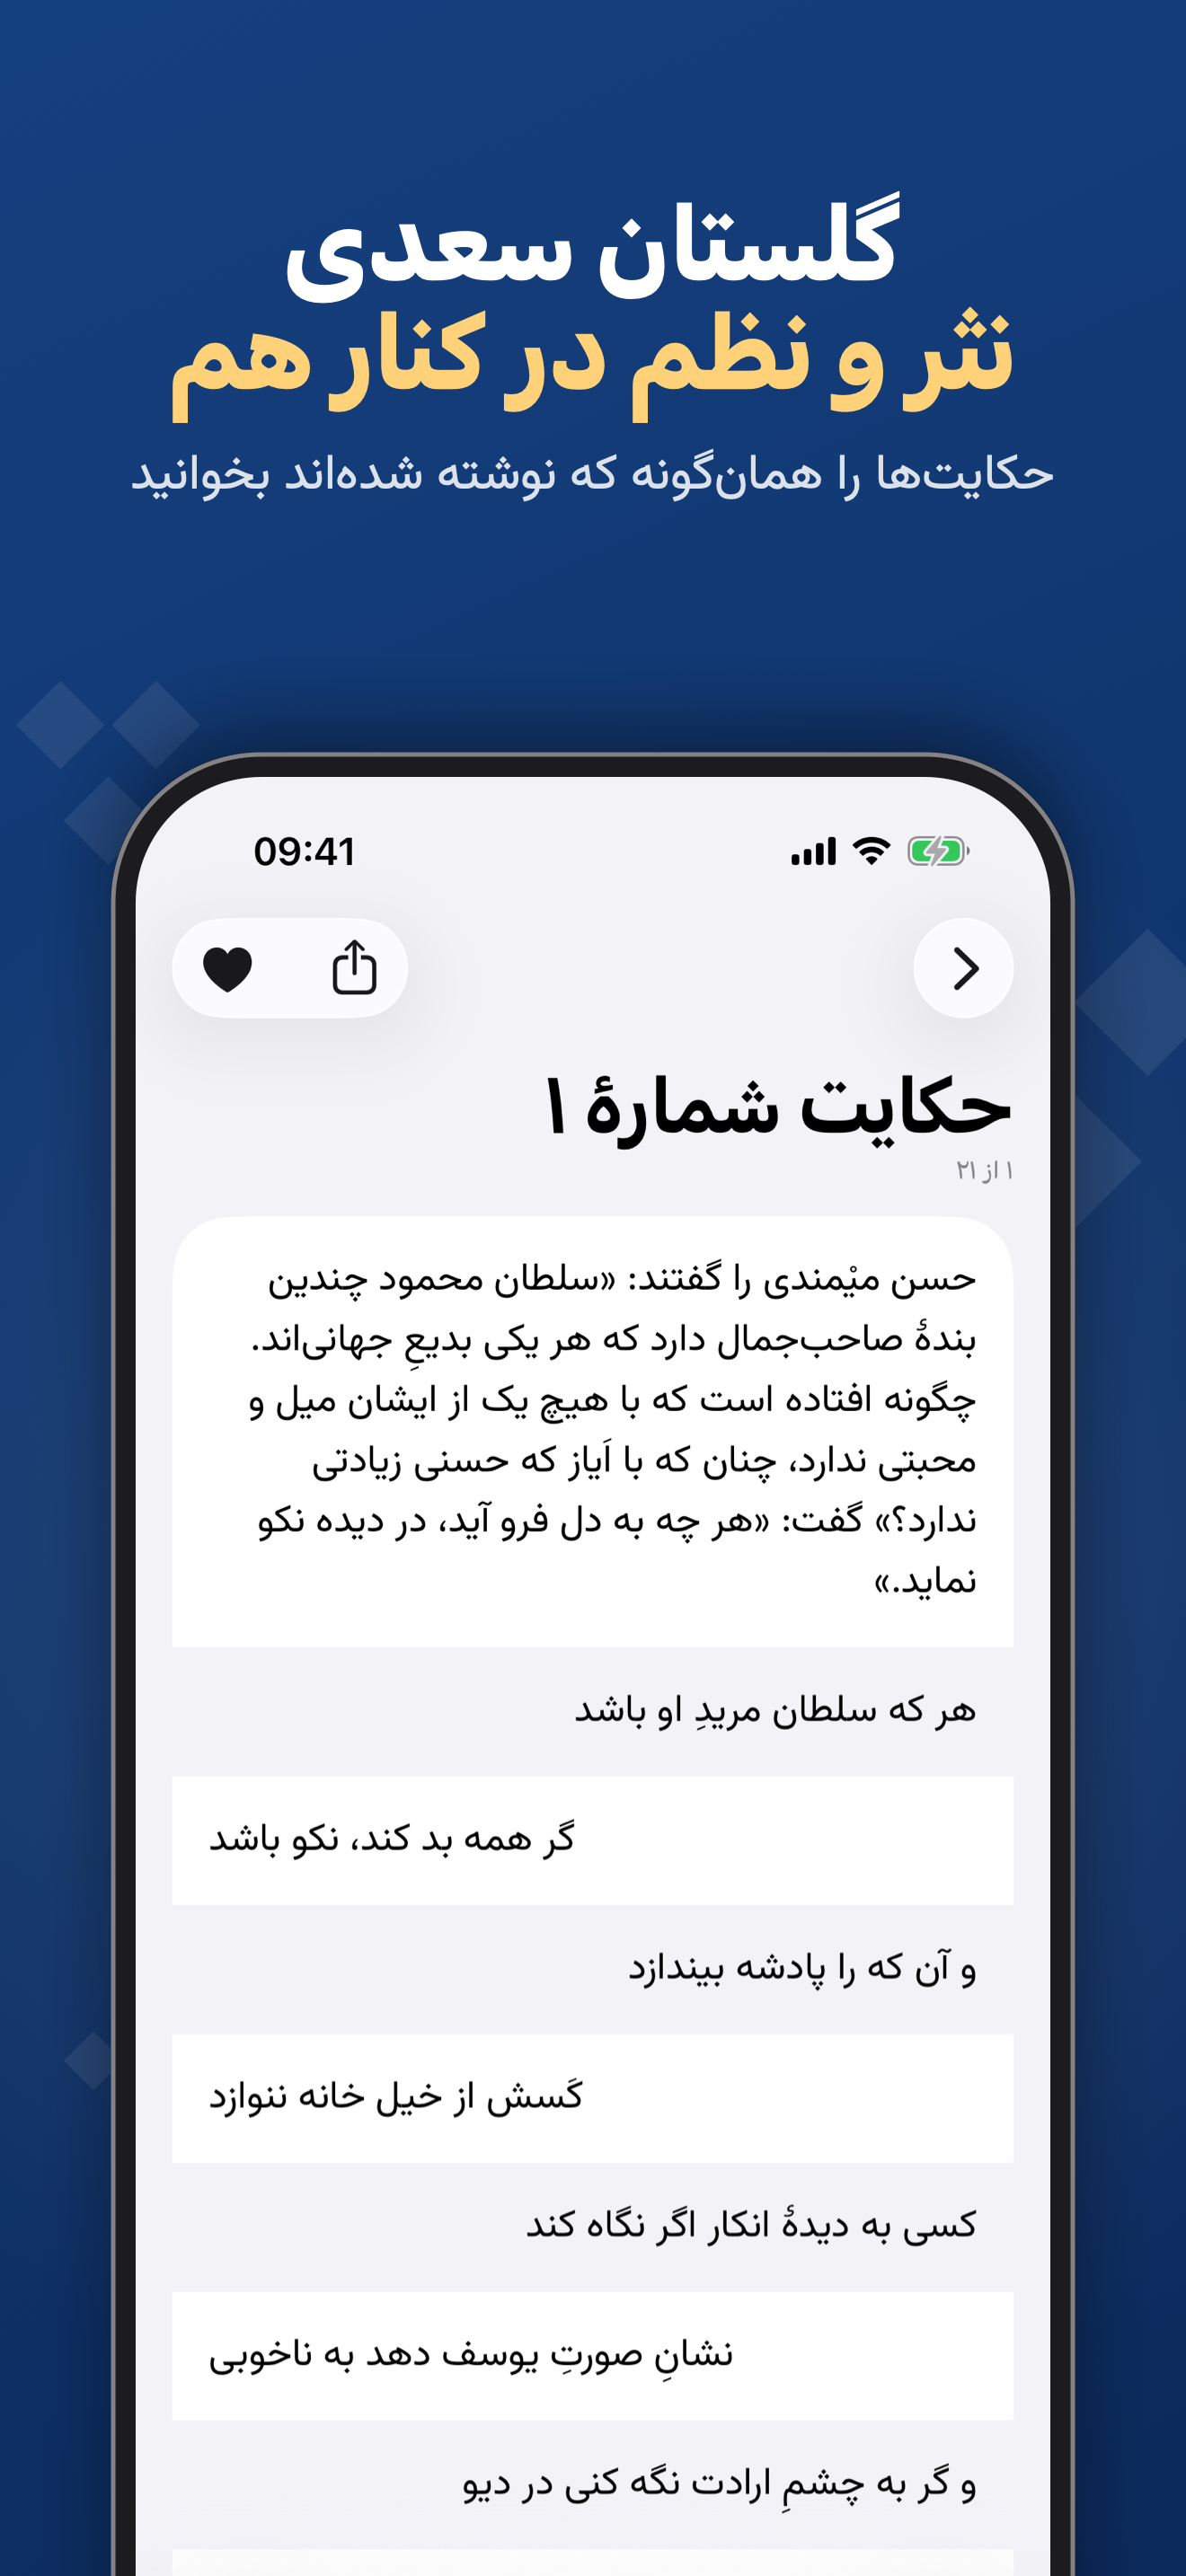 گلستان سعدی
نثر و نظم در کنار هم
حکایت‌ها را همان‌گونه که نوشته شده‌اند بخوانید
09:41
حکایت شمارهٔ ۱
۱ از ۲۱
حسن میْمندی را گفتند: «سلطان محمود چندین
بندهٔ صاحب‌جمال دارد که هر یکی بدیعِ جهانی‌اند.
چگونه افتاده است که با هیچ یک از ایشان میل و
محبتی ندارد، چنان که با اَیاز که حسنی زیادتی
ندارد؟» گفت: «هر چه به دل فرو آید، در دیده نکو
نماید.»
هر که سلطان مریدِ او باشد
گر همه بد کند، نکو باشد
و آن که را پادشه بیندازد
کَسش از خیل خانه ننوازد
کسی به دیدهٔ انکار اگر نگاه کند
نشانِ صورتِ یوسف دهد به ناخوبی
و گر به چشمِ ارادت نگه کنی در دیو